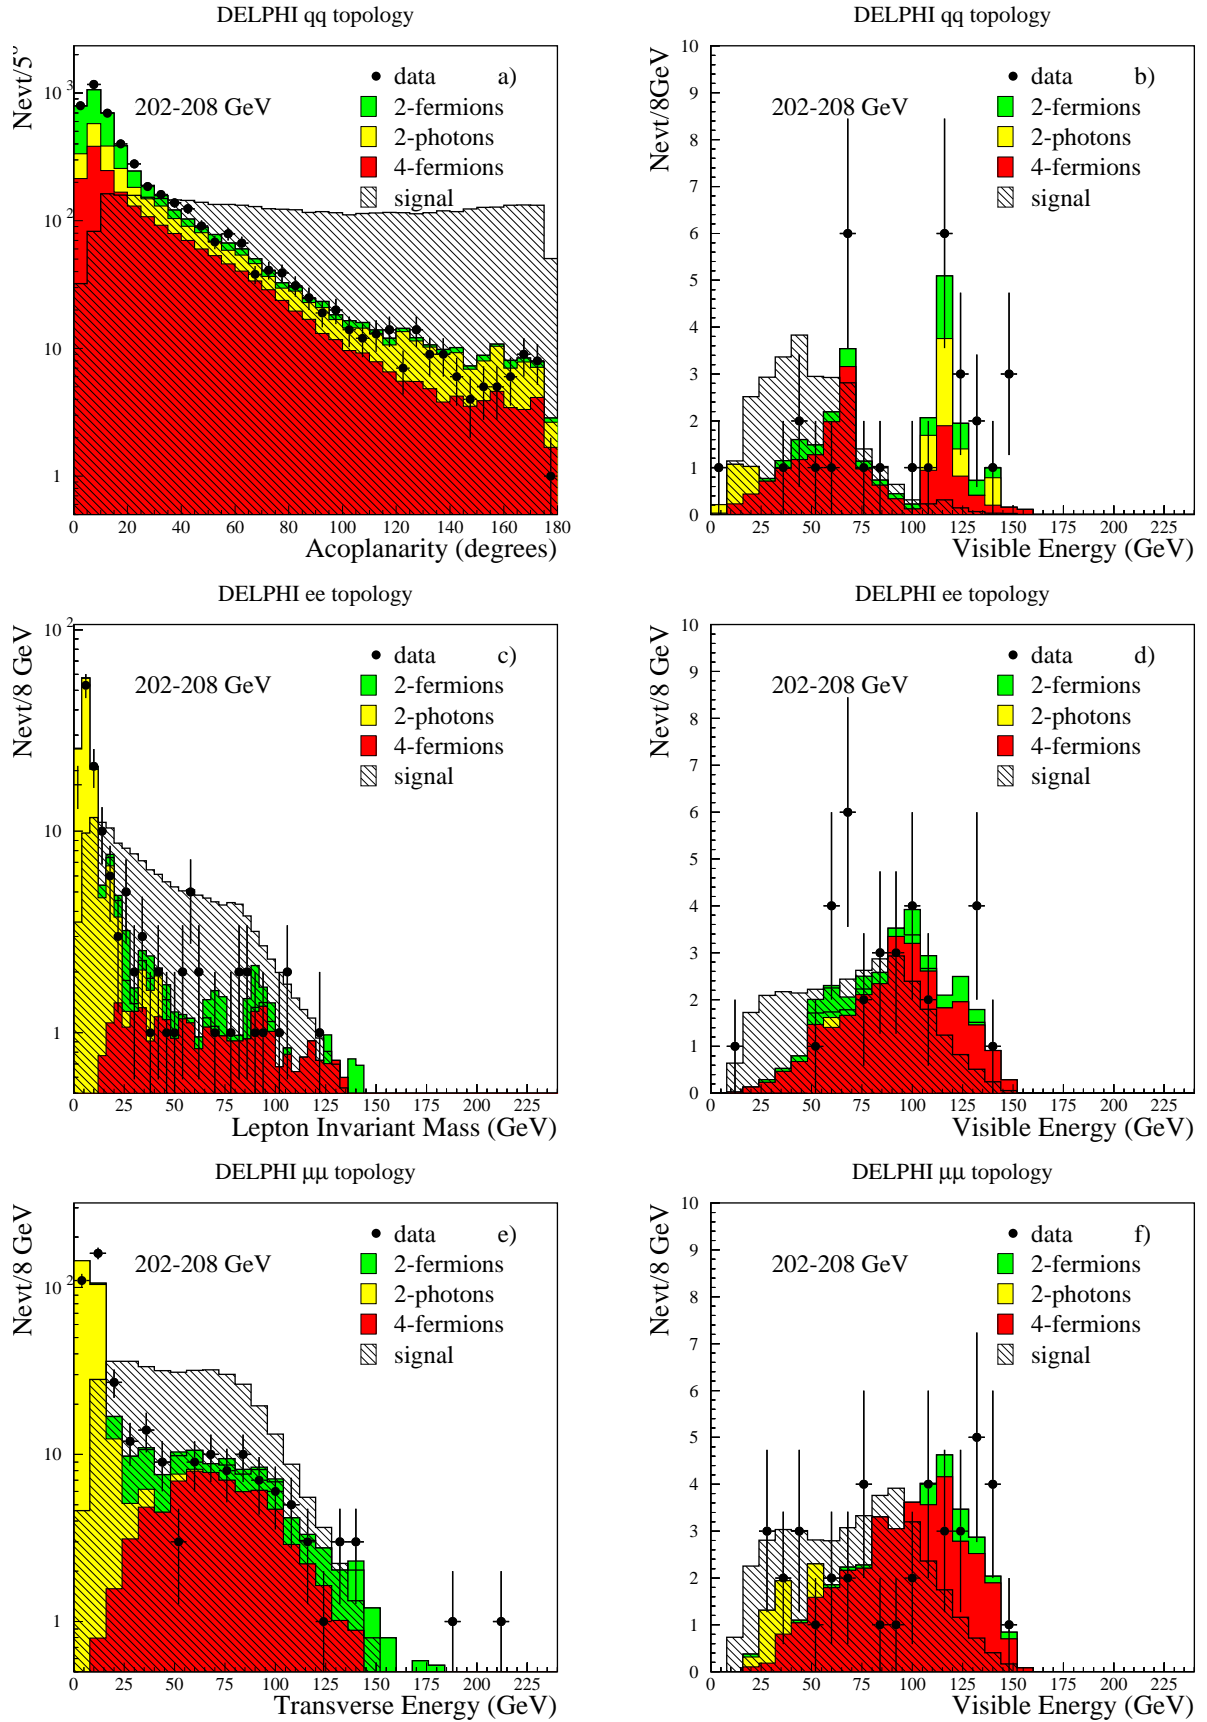 DELPHI qq topology
Nevt/5°
data a)
202-208 GeV
2-fermions
2-photons
4-fermions
signal
10 3
10 2
10
1
0 20 40 60 80 100 120 140 160 180
Acoplanarity (degrees)
DELPHI qq topology
Nevt/8GeV
data b)
202-208 GeV
2-fermions
2-photons
4-fermions
signal
10
9
8
7
6
5
4
3
2
1
0
0 25 50 75 100 125 150 175 200 225
Visible Energy (GeV)
DELPHI ee topology
Nevt/8 GeV
data c)
202-208 GeV
2-fermions
2-photons
4-fermions
signal
10 2
10
1
0 25 50 75 100 125 150 175 200 225
Lepton Invariant Mass (GeV)
DELPHI ee topology
Nevt/8 GeV
data d)
202-208 GeV
2-fermions
2-photons
4-fermions
signal
10
9
8
7
6
5
4
3
2
1
0
0 25 50 75 100 125 150 175 200 225
Visible Energy (GeV)
DELPHI μμ topology
Nevt/8 GeV
data e)
202-208 GeV
2-fermions
2-photons
4-fermions
signal
10 2
10
1
0 25 50 75 100 125 150 175 200 225
Transverse Energy (GeV)
DELPHI μμ topology
Nevt/8 GeV
data f)
202-208 GeV
2-fermions
2-photons
4-fermions
signal
10
9
8
7
6
5
4
3
2
1
0
0 25 50 75 100 125 150 175 200 225
Visible Energy (GeV)